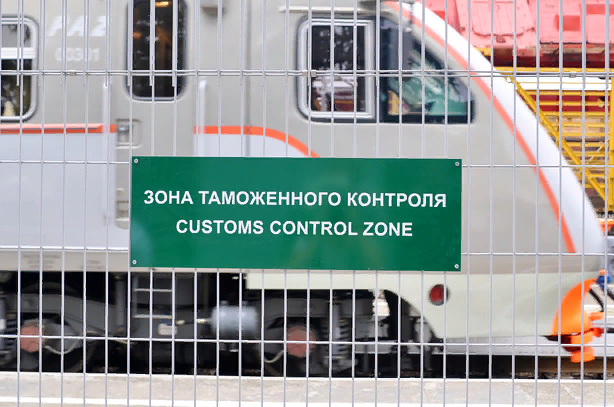 ЗОНА ТАМОЖЕННОГО КОНТРОЛЯ
CUSTOMS CONTROL ZONE